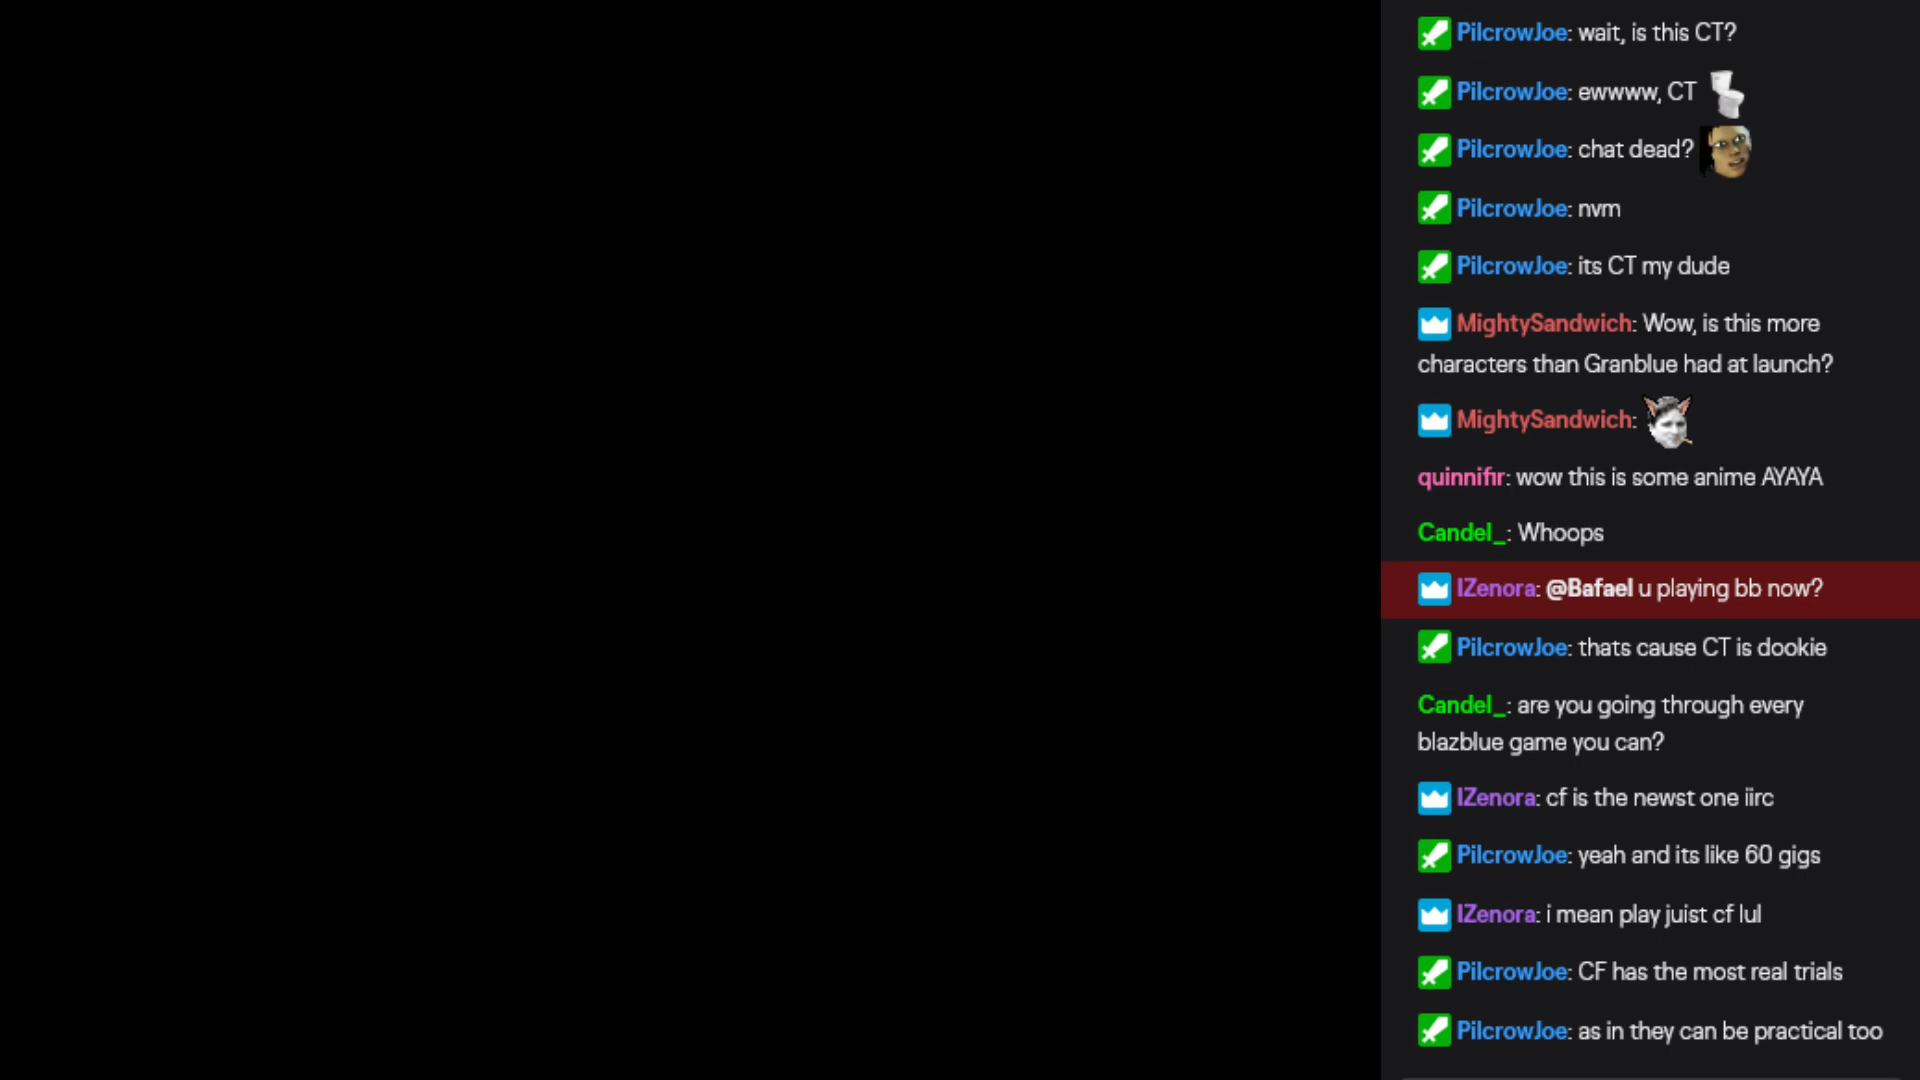 PilcrowJoe: wait, is this CT?
PilcrowJoe: ewwww, CT
PilcrowJoe: chat dead?
PilcrowJoe: nvm
PilcrowJoe: its CT my dude
MightySandwich: Wow, is this more
characters than Granblue had at launch?
MightySandwich:
quinnifir: wow this is some anime AYAYA
Candel_: Whoops
IZenora: @Bafael u playing bb now?
PilcrowJoe: thats cause CT is dookie
Candel_: are you going through every
blazblue game you can?
IZenora: cf is the newst one iirc
PilcrowJoe: yeah and its like 60 gigs
IZenora: i mean play juist cf lul
PilcrowJoe: CF has the most real trials
PilcrowJoe: as in they can be practical too